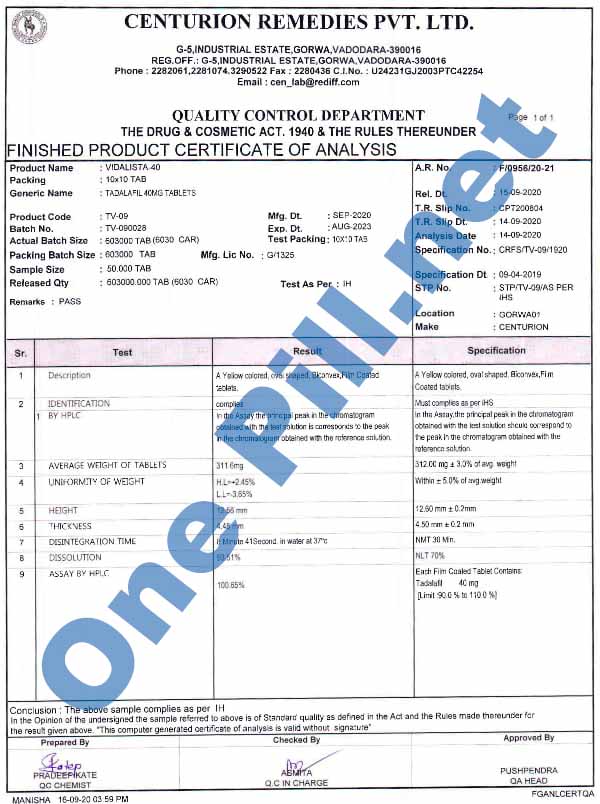 CENTURION REMEDIES PVT. LTD.
G-5,INDUSTRIAL ESTATE,GORWA,VADODARA-390016
REG.OFF.: G-5,INDUSTRIAL ESTATE,GORWA,VADODARA-390016
Phone : 2282061,2281074,3290522 Fax : 2280436 C.I.No. : U24231GJ2003PTC42254
Email : cen_lab@rediff.com
QUALITY CONTROL DEPARTMENT
Page 1 of 1
THE DRUG & COSMETIC ACT. 1940 & THE RULES THEREUNDER
FINISHED PRODUCT CERTIFICATE OF ANALYSIS
Product Name : VIDALISTA-40
A.R. No. : F/0956/20-21
Packing : 10x10 TAB
Generic Name : TADALAFIL 40MG TABLETS
Rel. Dt. : 15-09-2020
T.R. Slip No. : CPT200804
Product Code : TV-09 Mfg. Dt. : SEP-2020
T.R. Slip Dt. : 14-09-2020
Batch No. : TV-090028 Exp. Dt. : AUG-2023
Analysis Date : 14-09-2020
Actual Batch Size : 603000 TAB (6030 CAR) Test Packing : 10X10 TAB
Specification No. : CRFS/TV-09/1920
Packing Batch Size : 603000 TAB Mfg. Lic No. : G/1325
Sample Size : 50.000 TAB
Specification Dt : 09-04-2019
Released Qty : 603000.000 TAB (6030 CAR) Test As Per : IH
STP No. : STP/TV-09/AS PER IHS
Remarks : PASS
Location : GORWA01
Make : CENTURION
Sr. Test Result Specification
1 Description A Yellow colored, oval shaped, Biconvex,Film Coated tablets. A Yellow colored, oval shaped, Biconvex,Film Coated tablets.
2 IDENTIFICATION complies Must complies as per IHS
1 BY HPLC In the Assay the principal peak in the chromatogram obtained with the test solution is corresponds to the peak in the chromatogram obtained with the reference solution. In the Assay,the principal peak in the chromatogram obtained with the test solution should correspond to the peak in the chromatogram obtained with the reference solution.
3 AVERAGE WEIGHT OF TABLETS 311.6mg 312.00 mg ± 3.0% of avg. weight
4 UNIFORMITY OF WEIGHT H.L=+2.45% Within ± 5.0% of avg.weight
L.L=-3.65%
5 HEIGHT 12.56 mm 12.60 mm ± 0.2mm
6 THICKNESS 4.48 mm 4.50 mm ± 0.2 mm
7 DISINTEGRATION TIME Minute 41Second. in water at 37°c NMT 30 Min.
8 DISSOLUTION NLT 70%
9 ASSAY BY HPLC 100.65% Each Film Coated Tablet Contains:
Tadalafil 40 mg
[Limit :90.0 % to 110.0 %]
Conclusion : The above sample complies as per IH
In the Opinion of the undersigned the sample referred to above is of Standard quality as defined in the Act and the Rules made thereunder for
the result given above. "This computer generated certificate of analysis is valid without signature"
Prepared By Checked By Approved By
PRADEEPIKATE ASMITA PUSHPENDRA
QC CHEMIST Q.C IN CHARGE QA HEAD
MANISHA 16-09-20 03:59 PM FGANLCERTQA
One Pill.net